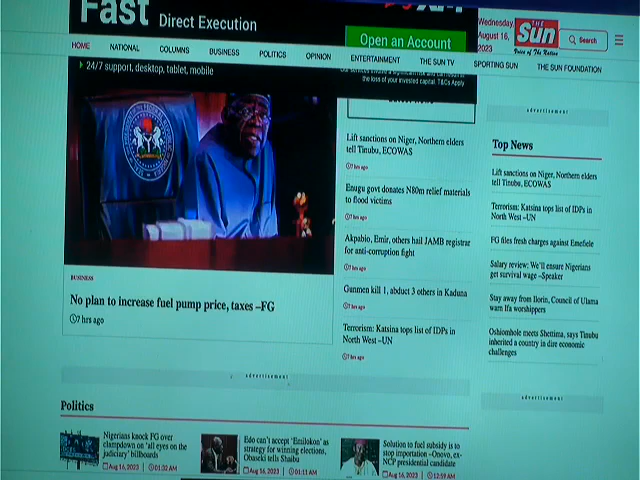 Fast Direct Execution
Open an Account
24/7 support, desktop, tablet, mobile
the loss of your invested capital. T&Cs Apply
Wednesday,
August 16,
2023
THE
Sun
Voice of The Nation
Search
HOME NATIONAL COLUMNS BUSINESS POLITICS OPINION ENTERTAINMENT THE SUN TV SPORTING SUN THE SUN FOUNDATION
BUSINESS
No plan to increase fuel pump price, taxes –FG
7 hrs ago
Lift sanctions on Niger, Northern elders
tell Tinubu, ECOWAS
7 hrs ago
Enugu govt donates N80m relief materials
to flood victims
7 hrs ago
Akpabio, Emir, others hail JAMB registrar
for anti-corruption fight
7 hrs ago
Gunmen kill 1, abduct 3 others in Kaduna
7 hrs ago
Terrorism: Katsina tops list of IDPs in
North West –UN
7 hrs ago
advertisement
Top News
Lift sanctions on Niger, Northern elders
tell Tinubu, ECOWAS
Terrorism: Katsina tops list of IDPs in
North West –UN
FG files fresh charges against Emefiele
Salary review: We'll ensure Nigerians
get survival wage –Speaker
Stay away from Ilorin, Council of Ulama
warn Ifa worshippers
Oshiomhole meets Shettima, says Tinubu
inherited a country in dire economic
challenges
advertisement
advertisement
Politics
Nigerians knock FG over
clampdown on 'all eyes on the
judiciary' billboards
Aug 16, 2023 01:32 AM
Edo can't accept 'Emilokon' as
strategy for winning elections,
Obaseki tells Shaibu
Aug 16, 2023 01:11 AM
Solution to fuel subsidy is to
stop importation –Onovo, ex-
NCP presidential candidate
Aug 16, 2023 12:59 AM